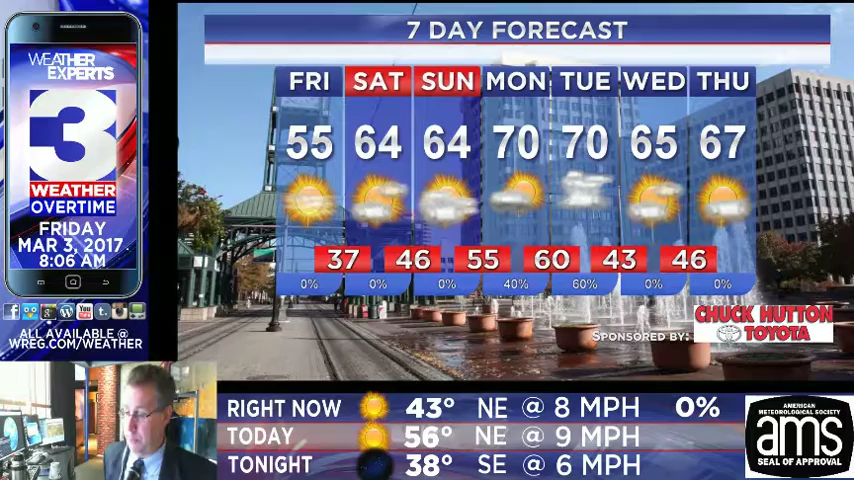 WEATHER
EXPERTS
3
WEATHER
OVERTIME
FRIDAY
MAR 3, 2017
8:06 AM
ALL AVAILABLE @
WREG.COM/WEATHER
7 DAY FORECAST
FRI SAT SUN MON TUE WED THU
55 64 64 70 70 65 67
37 46 55 60 43 46
0% 0% 0% 40% 60% 0% 0%
SPONSORED BY:
CHUCK HUTTON
TOYOTA
RIGHT NOW 43° NE @ 8 MPH 0%
TODAY 56° NE @ 9 MPH
TONIGHT 38° SE @ 6 MPH
AMERICAN
METEOROLOGICAL SOCIETY
ams
SEAL OF APPROVAL